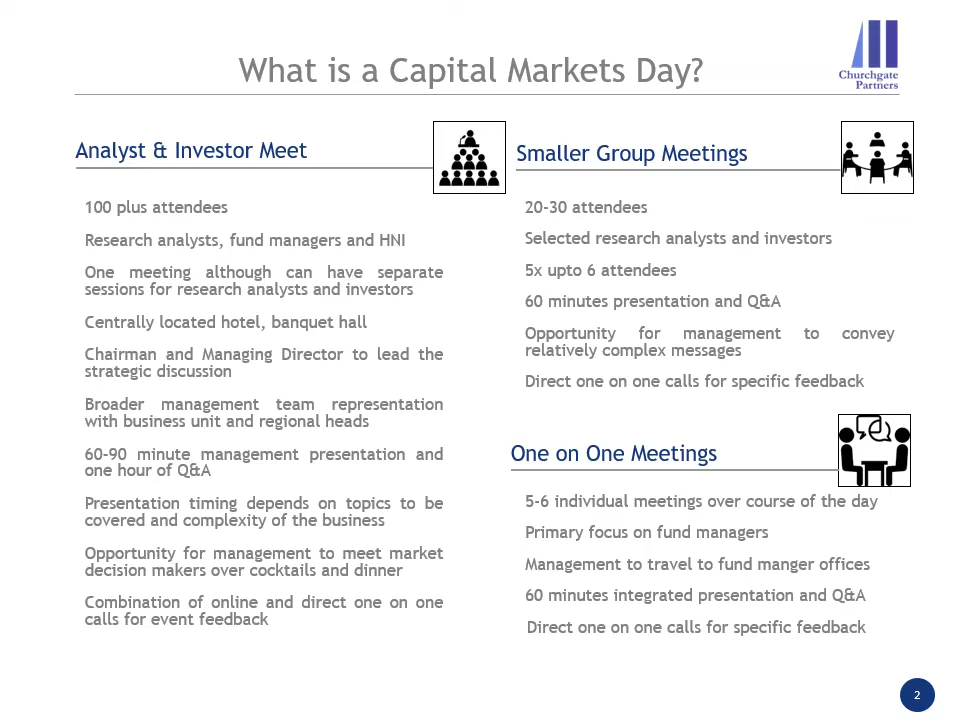 What is a Capital Markets Day?
Churchgate
Partners
Analyst & Investor Meet
100 plus attendees
Research analysts, fund managers and HNI
One meeting although can have separate
sessions for research analysts and investors
Centrally located hotel, banquet hall
Chairman and Managing Director to lead the
strategic discussion
Broader management team representation
with business unit and regional heads
60-90 minute management presentation and
one hour of Q&A
Presentation timing depends on topics to be
covered and complexity of the business
Opportunity for management to meet market
decision makers over cocktails and dinner
Combination of online and direct one on one
calls for event feedback
Smaller Group Meetings
20-30 attendees
Selected research analysts and investors
5x upto 6 attendees
60 minutes presentation and Q&A
Opportunity for management to convey
relatively complex messages
Direct one on one calls for specific feedback
One on One Meetings
5-6 individual meetings over course of the day
Primary focus on fund managers
Management to travel to fund manger offices
60 minutes integrated presentation and Q&A
Direct one on one calls for specific feedback
2